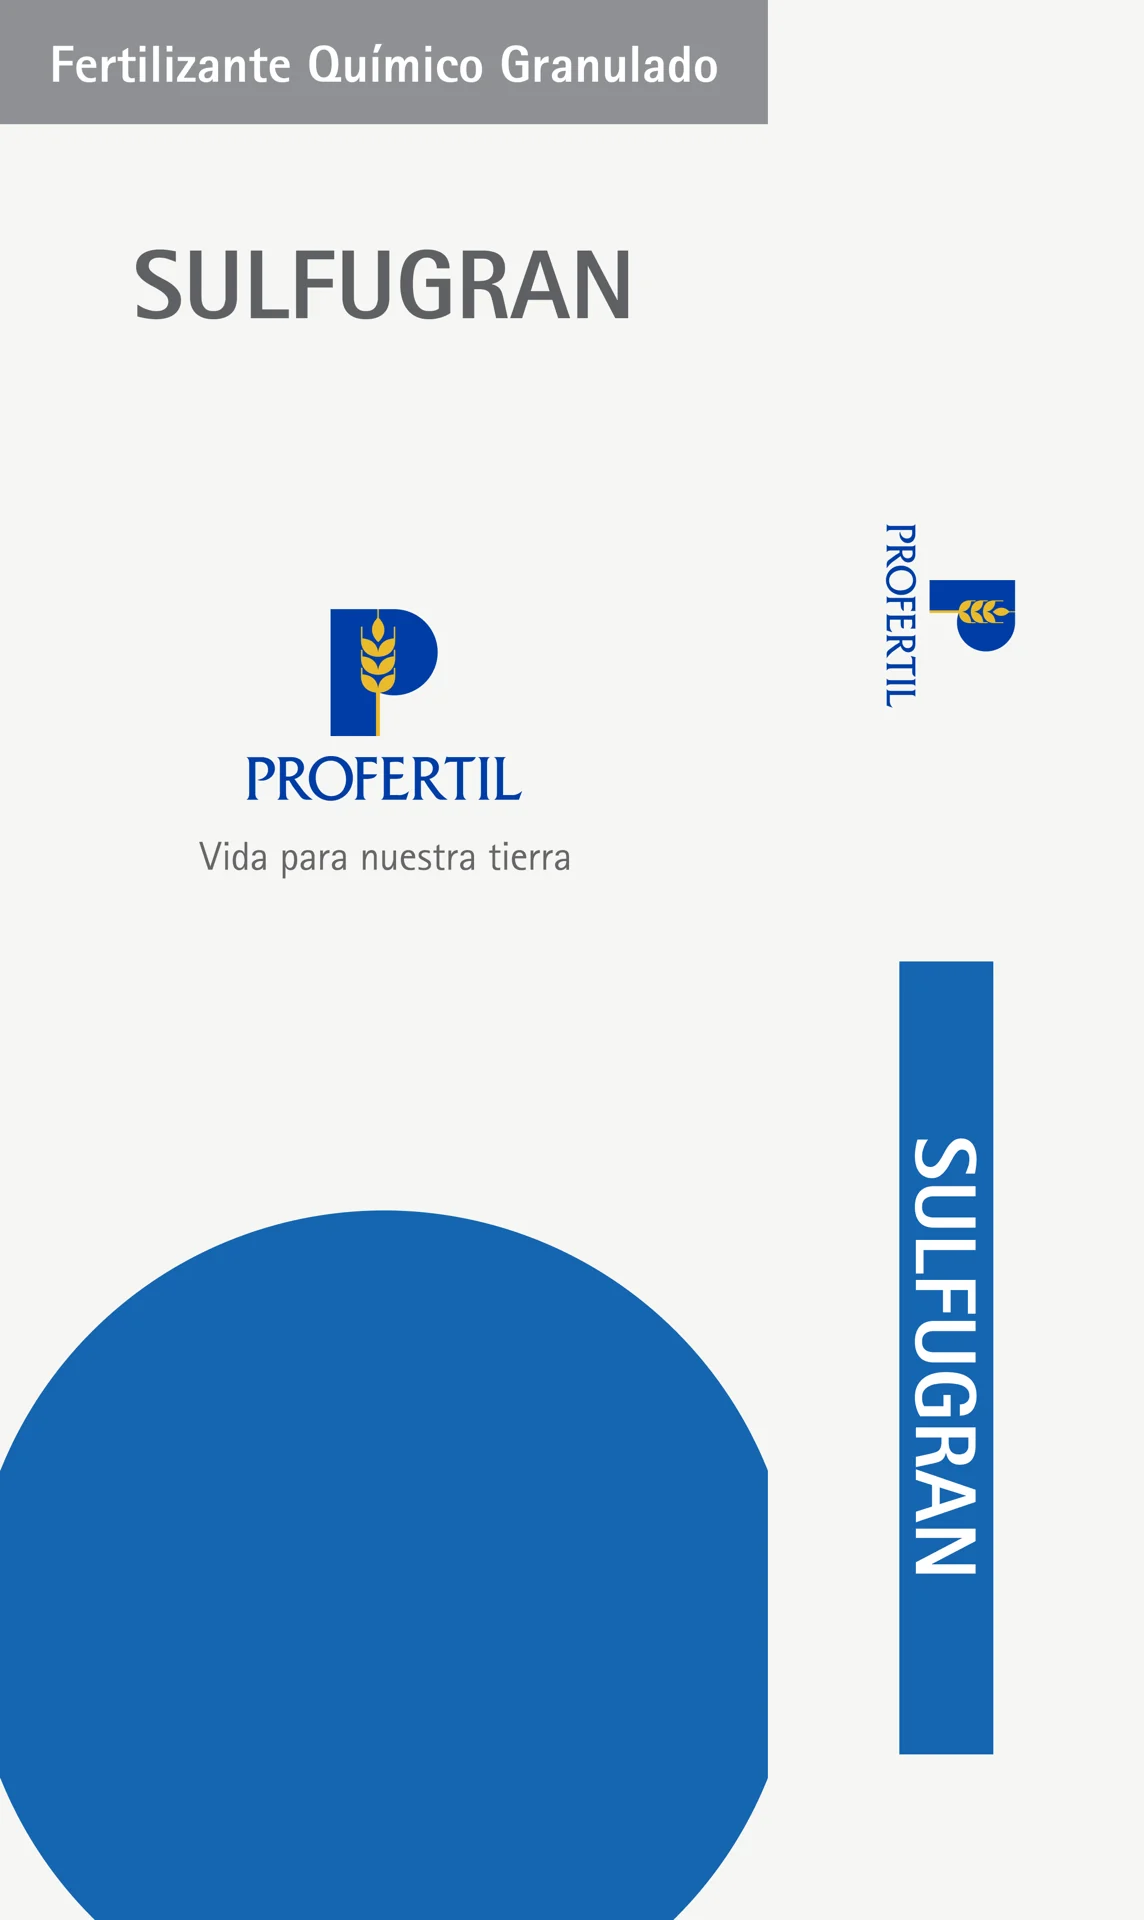 Fertilizante Químico Granulado
SULFUGRAN
PROFERTIL
Vida para nuestra tierra
PROFERTIL
SULFUGRAN